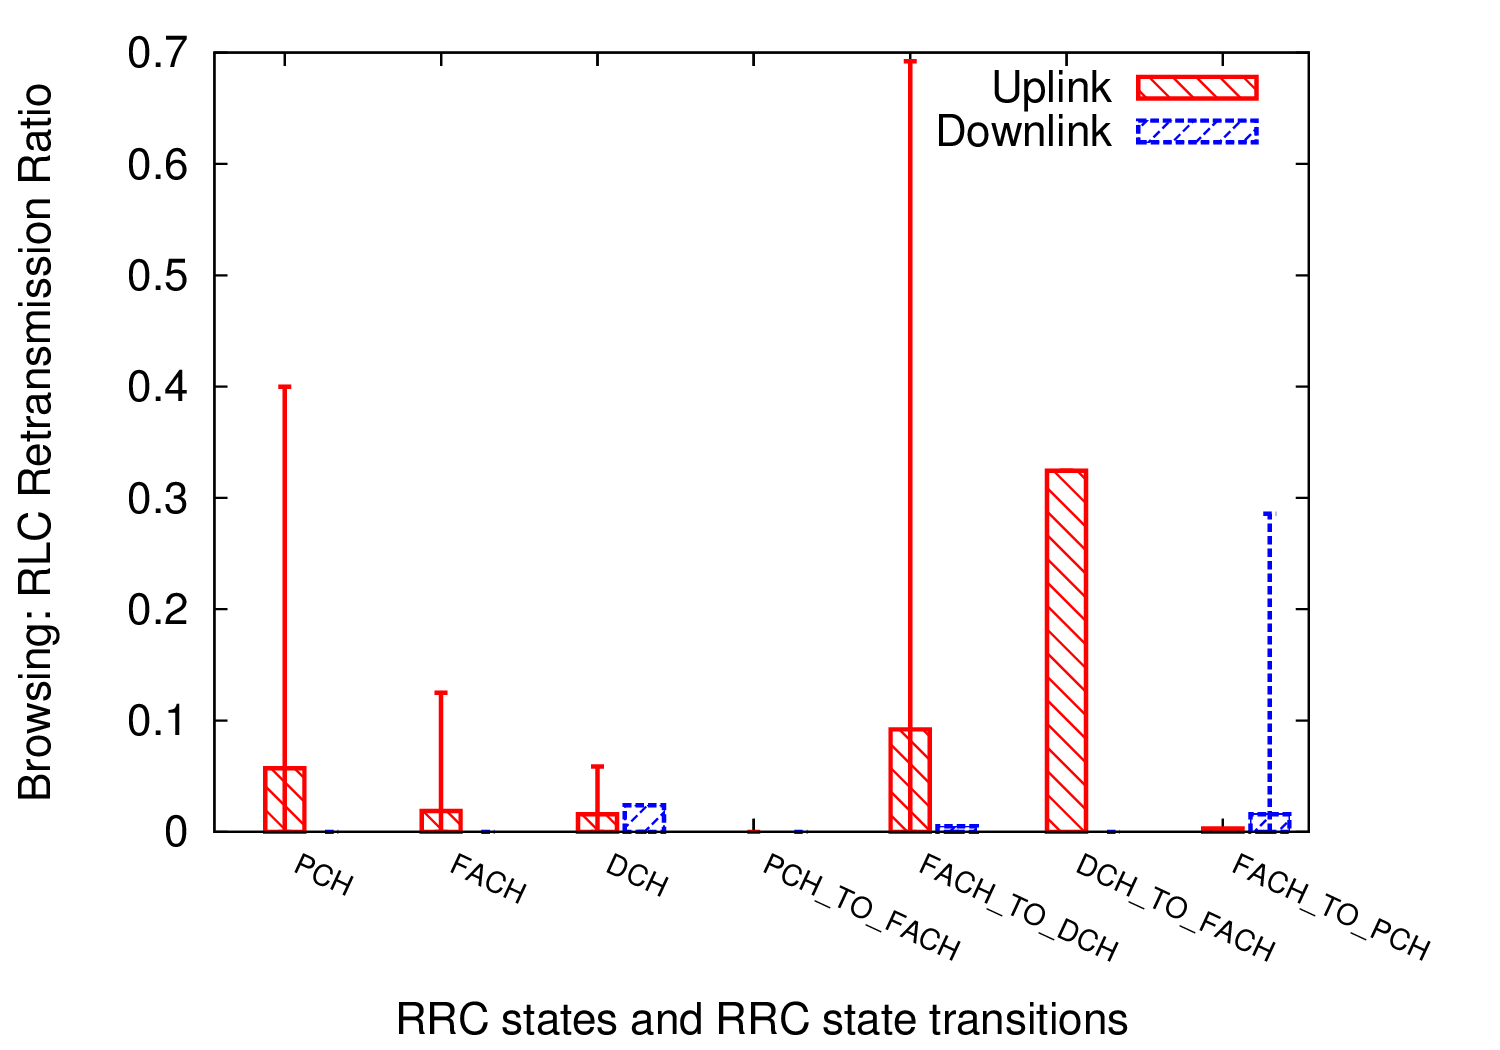 Browsing: RLC Retransmission Ratio
0.7
0.6
0.5
0.4
0.3
0.2
0.1
0
Uplink
Downlink
PCH
FACH
DCH
PCH_TO_FACH
FACH_TO_DCH
DCH_TO_FACH
FACH_TO_PCH
RRC states and RRC state transitions